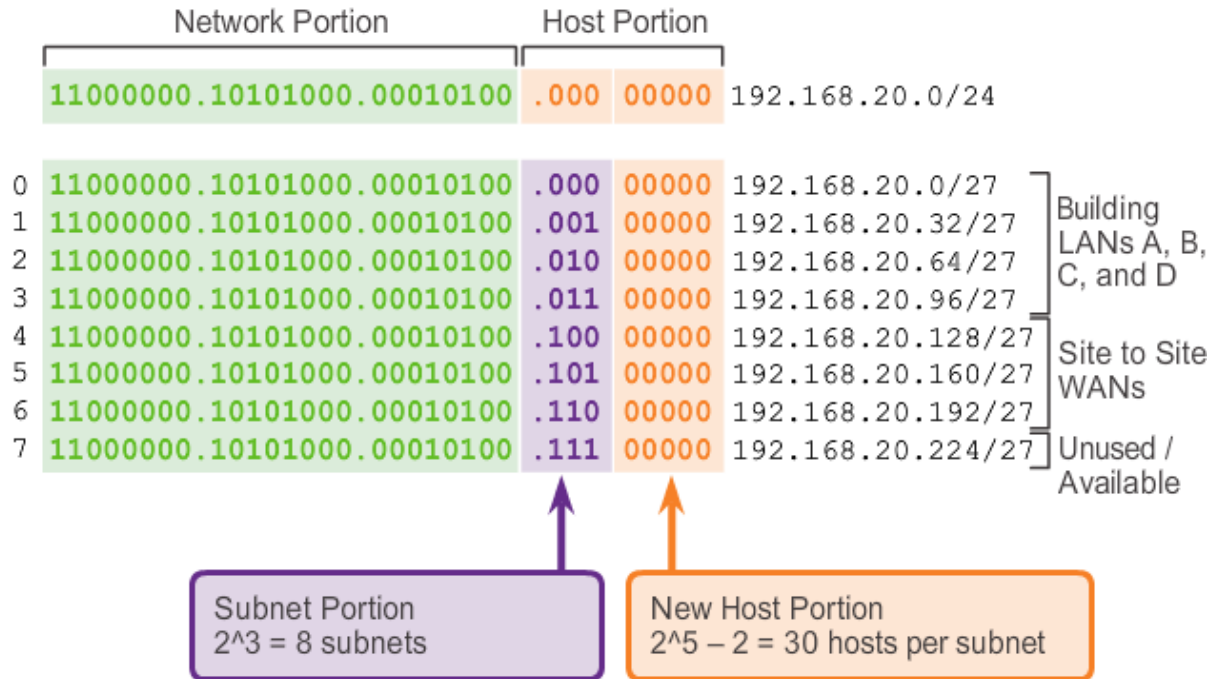 Network Portion Host Portion
11000000.10101000.00010100 .000 00000 192.168.20.0/24
0 11000000.10101000.00010100 .000 00000 192.168.20.0/27
1 11000000.10101000.00010100 .001 00000 192.168.20.32/27
2 11000000.10101000.00010100 .010 00000 192.168.20.64/27
3 11000000.10101000.00010100 .011 00000 192.168.20.96/27
Building
LANs A, B,
C, and D
4 11000000.10101000.00010100 .100 00000 192.168.20.128/27
5 11000000.10101000.00010100 .101 00000 192.168.20.160/27
6 11000000.10101000.00010100 .110 00000 192.168.20.192/27
Site to Site
WANs
7 11000000.10101000.00010100 .111 00000 192.168.20.224/27
Unused /
Available
Subnet Portion
2^3 = 8 subnets
New Host Portion
2^5 – 2 = 30 hosts per subnet